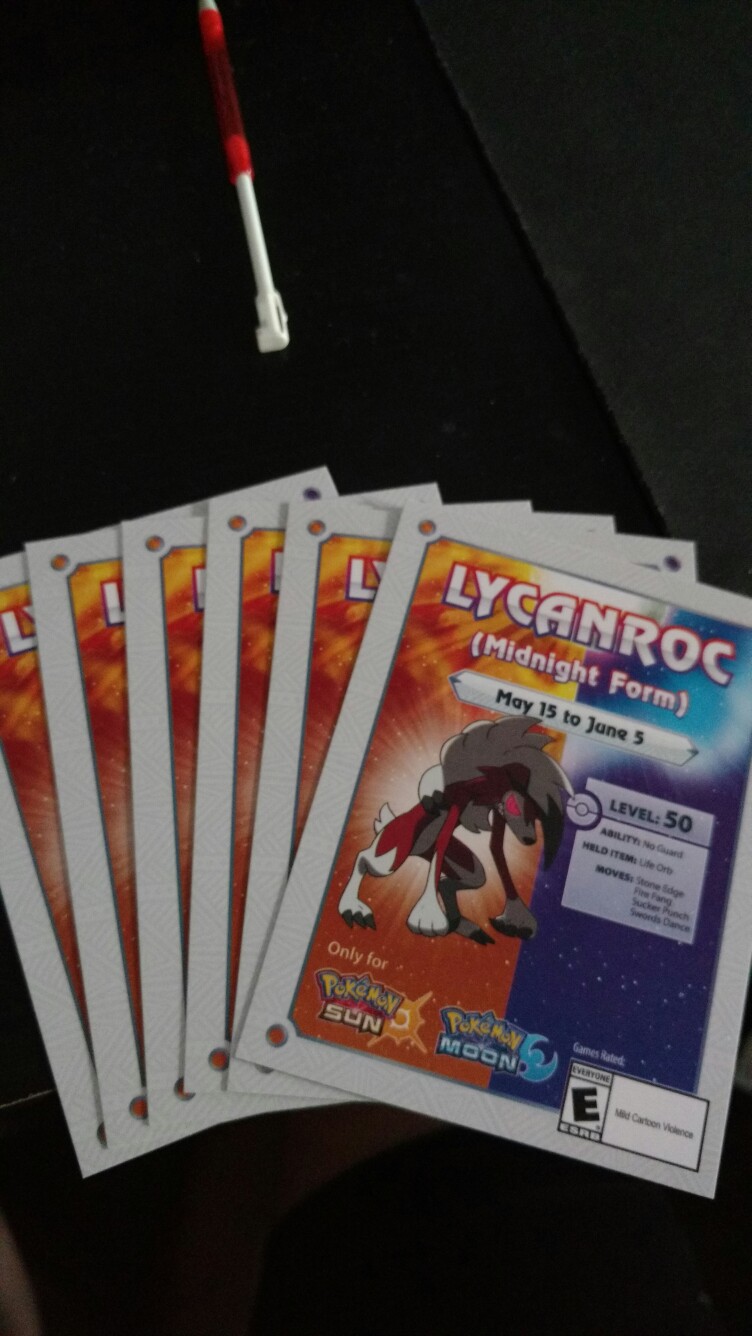 LYCANROC
(Midnight Form)
May 15 to June 5
LEVEL: 50
ABILITY: No Guard
HELD ITEM: Life Orb
MOVES: Stone Edge
Fire Fang
Sucker Punch
Swords Dance
Only for
POKéMON
SUN
POKéMON
MOON
Games Rated:
EVERYONE
E
ESRB
Mild Cartoon Violence
LY
L
LY